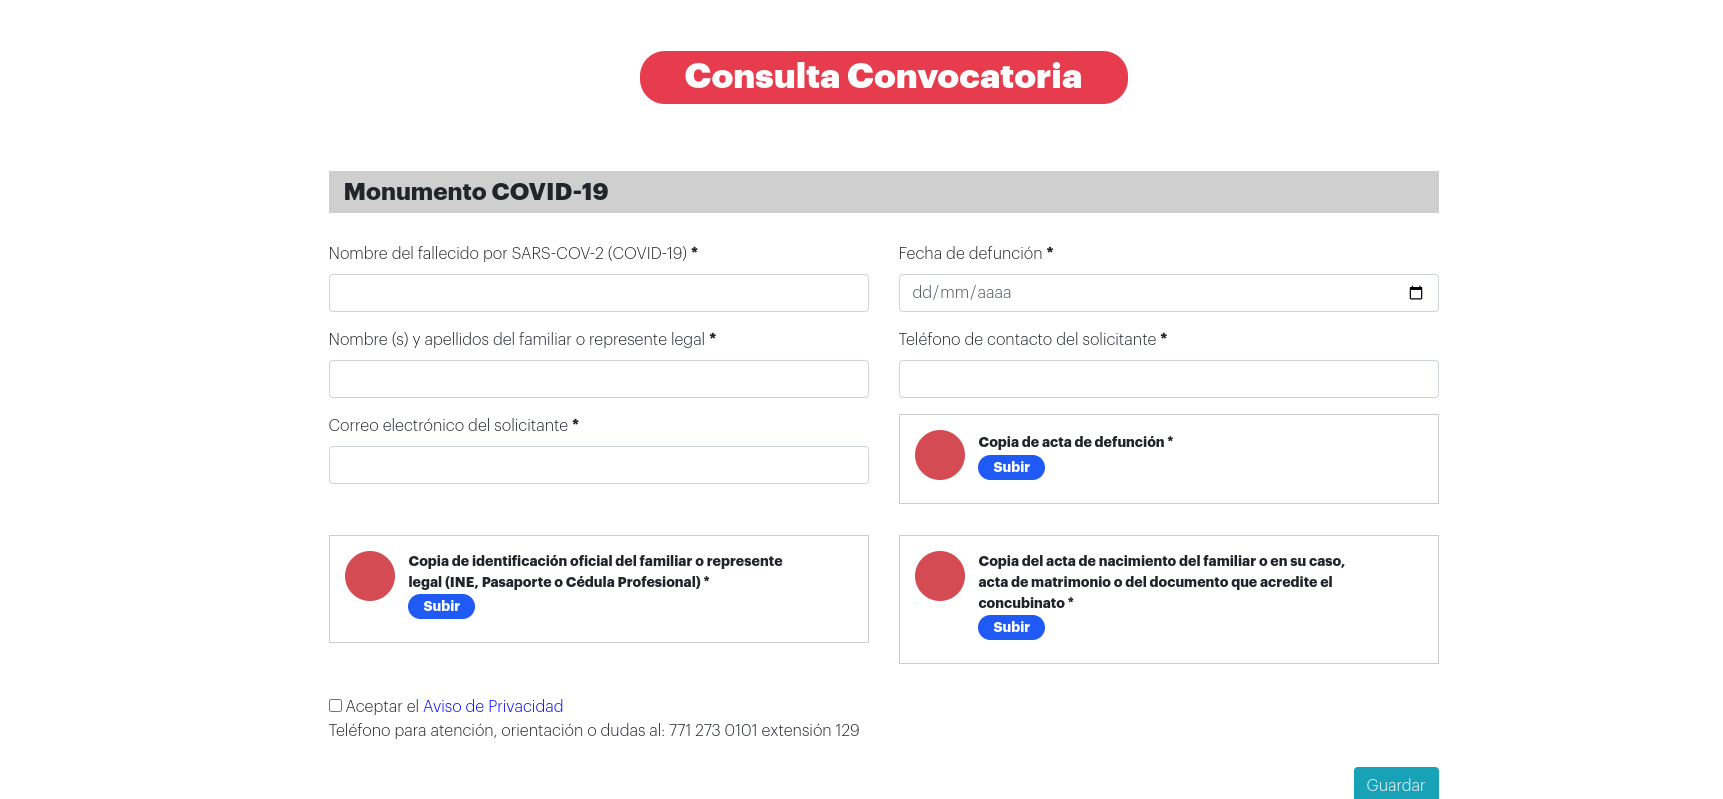 Consulta Convocatoria
Monumento COVID-19
Nombre del fallecido por SARS-COV-2 (COVID-19) *
Fecha de defunción *
dd/mm/aaaa
Nombre (s) y apellidos del familiar o represente legal *
Teléfono de contacto del solicitante *
Correo electrónico del solicitante *
Copia de acta de defunción *
Subir
Copia de identificación oficial del familiar o represente
legal (INE, Pasaporte o Cédula Profesional) *
Subir
Copia del acta de nacimiento del familiar o en su caso,
acta de matrimonio o del documento que acredite el
concubinato *
Subir
Aceptar el Aviso de Privacidad
Teléfono para atención, orientación o dudas al: 771 273 0101 extensión 129
Guardar